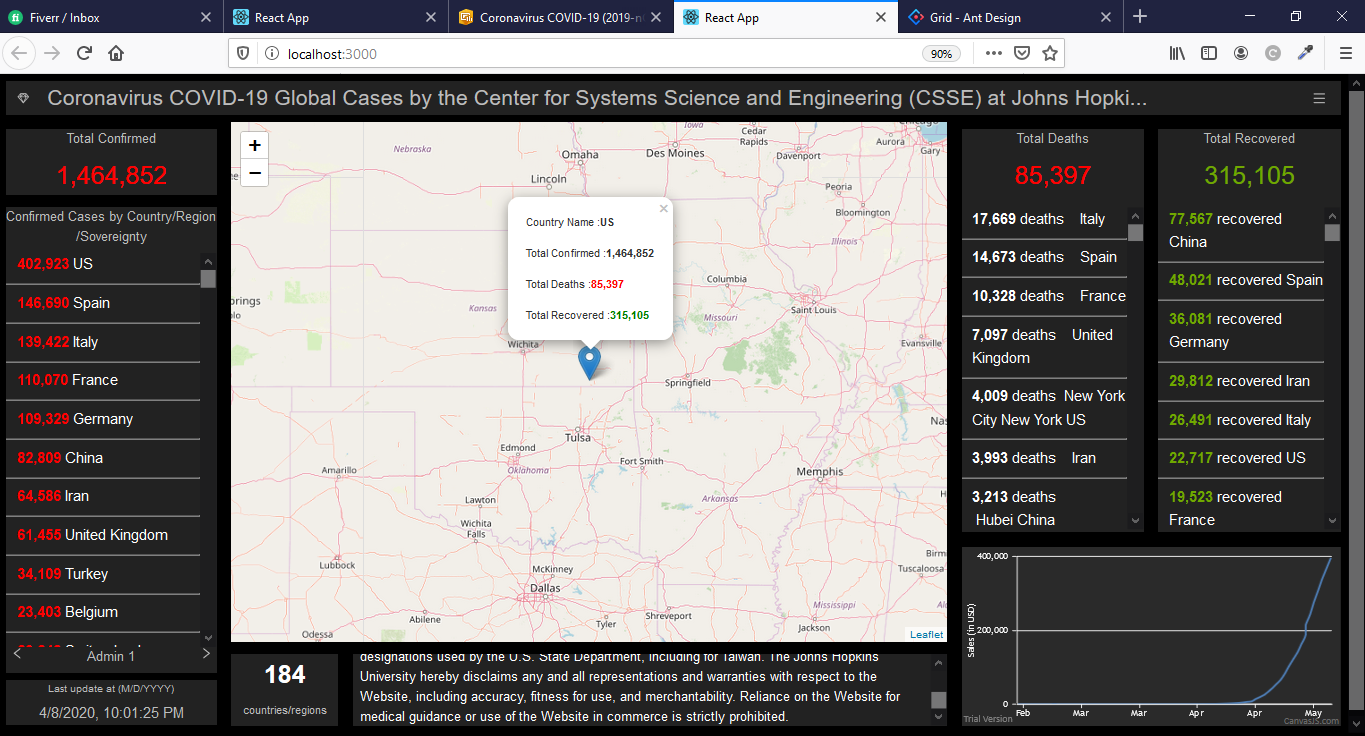 Fiverr / Inbox
React App
Coronavirus COVID-19 (2019-n
React App
Grid - Ant Design
localhost:3000
90%
Coronavirus COVID-19 Global Cases by the Center for Systems Science and Engineering (CSSE) at Johns Hopki...
Total Confirmed
1,464,852
Confirmed Cases by Country/Region
/Sovereignty
402,923 US
146,690 Spain
139,422 Italy
110,070 France
109,329 Germany
82,809 China
64,586 Iran
61,455 United Kingdom
34,109 Turkey
23,403 Belgium
Admin 1
Last update at (M/D/YYYY)
4/8/2020, 10:01:25 PM
+
−
Iowa
Cedar
Rapids
Aurora
Gary
Nebraska
Omaha
Des Moines
Davenport
Lincoln
Peoria
Bloomington
Illinois
Country Name :US
Total Confirmed :1,464,852
Total Deaths :85,397
Total Recovered :315,105
Columbia
Saint Louis
Missouri
Kansas
Evansville
Wichita
Springfield
Tulsa
Edmond
Oklahoma
Fort Smith
Amarillo
Memphis
Arkansas
Lawton
Wichita
Falls
Lubbock
McKinney
Dallas
Tuscaloosa
Abilene
Tyler
Shreveport
Mississippi
Jackson
Odessa
Leaflet
184
countries/regions
designations used by the U.S. State Department, including for Taiwan. The Johns Hopkins
University hereby disclaims any and all representations and warranties with respect to the
Website, including accuracy, fitness for use, and merchantability. Reliance on the Website for
medical guidance or use of the Website in commerce is strictly prohibited.
Total Deaths
85,397
17,669 deaths Italy
14,673 deaths Spain
10,328 deaths France
7,097 deaths United
Kingdom
4,009 deaths New York
City New York US
3,993 deaths Iran
3,213 deaths
Hubei China
Total Recovered
315,105
77,567 recovered
China
48,021 recovered Spain
36,081 recovered
Germany
29,812 recovered Iran
26,491 recovered Italy
22,717 recovered US
19,523 recovered
France
Sales (in USD)
400,000
200,000
0
Feb
Mar
Mar
Apr
Apr
May
Trial Version
CanvasJS.com